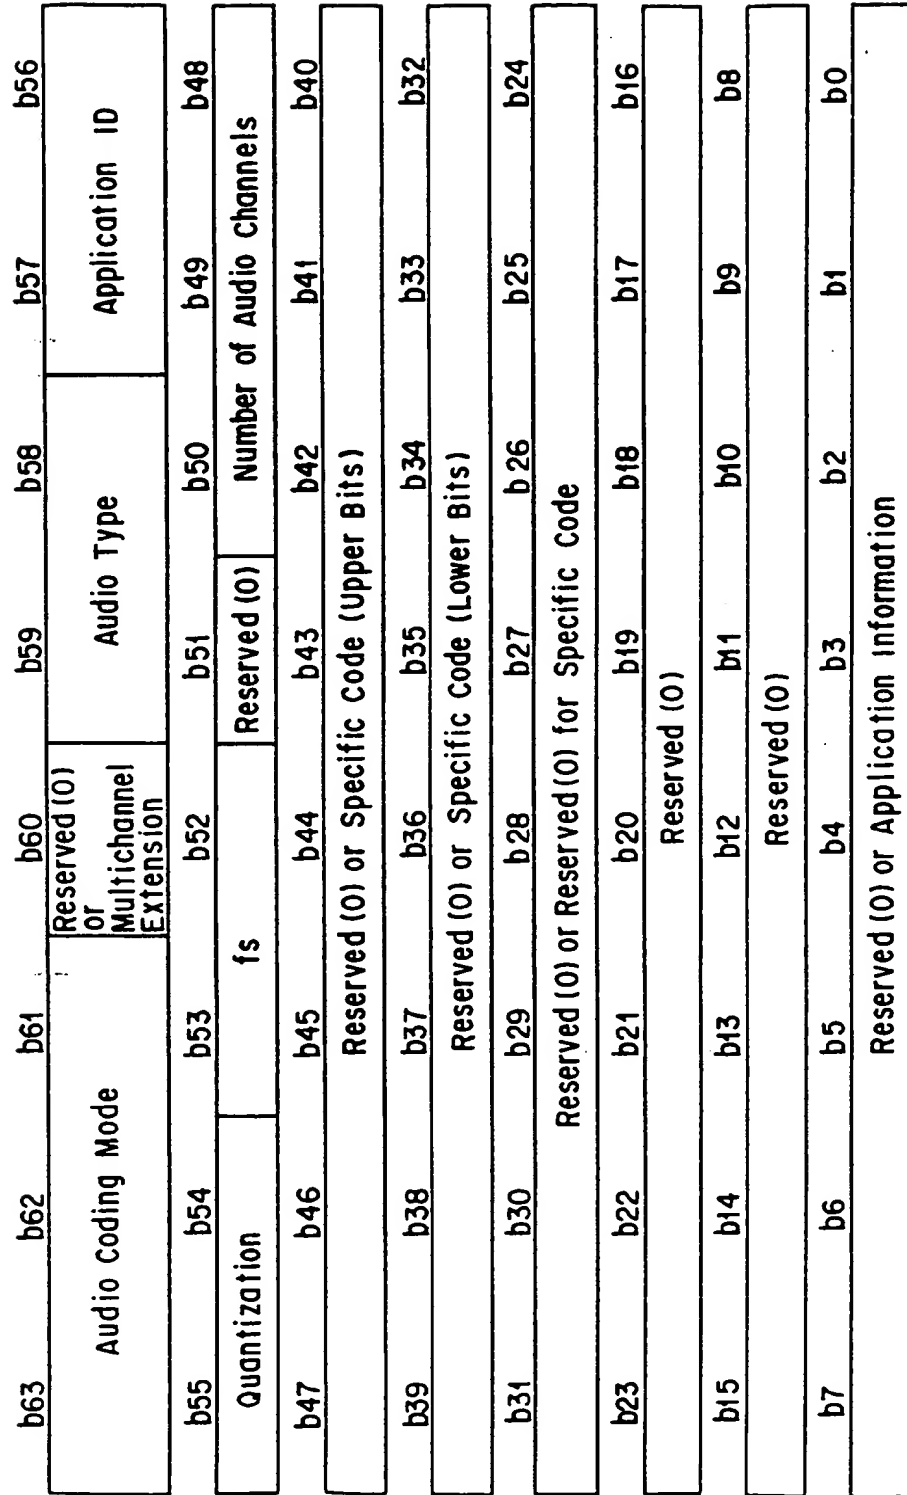 b63 b62 b61 b60 b59 b58 b57 b56
Audio Coding Mode
Reserved (0)
or
Multichannel
Extension
Audio Type
Application ID
b55 b54 b53 b52 b51 b50 b49 b48
Quantization fs Reserved (0) Number of Audio Channels
b47 b46 b45 b44 b43 b42 b41 b40
Reserved (0) or Specific Code (Upper Bits)
b39 b38 b37 b36 b35 b34 b33 b32
Reserved (0) or Specific Code (Lower Bits)
b31 b30 b29 b28 b27 b26 b25 b24
Reserved (0) or Reserved (0) for Specific Code
b23 b22 b21 b20 b19 b18 b17 b16
Reserved (0)
b15 b14 b13 b12 b11 b10 b9 b8
Reserved (0)
b7 b6 b5 b4 b3 b2 b1 b0
Reserved (0) or Application Information